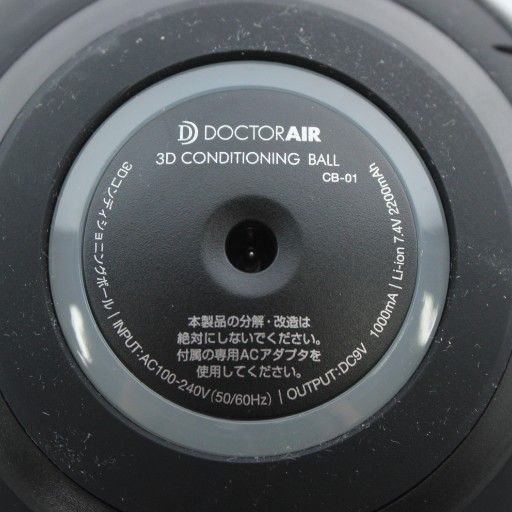 DOCTORAIR
3D CONDITIONING BALL
CB-01
本製品の分解・改造は
絶対にしないでください。
付属の専用ACアダプタを
使用してください。
3Dコンディショニングボール | INPUT:AC100-240V(50/60Hz) | OUTPUT:DC9V 1000mA | Li-ion 7.4V 2200mAh